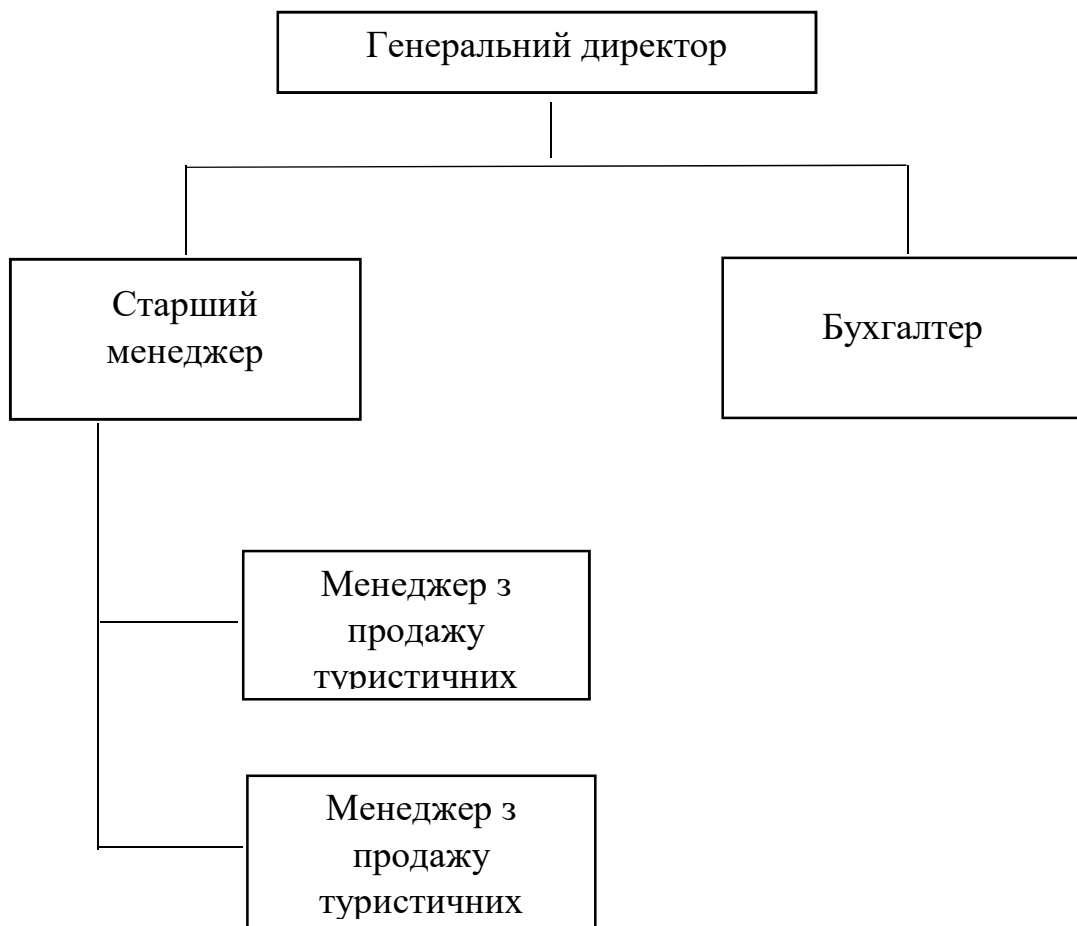 Генеральний директор
Старший
менеджер
Бухгалтер
Менеджер з
продажу
туристичних
Менеджер з
продажу
туристичних